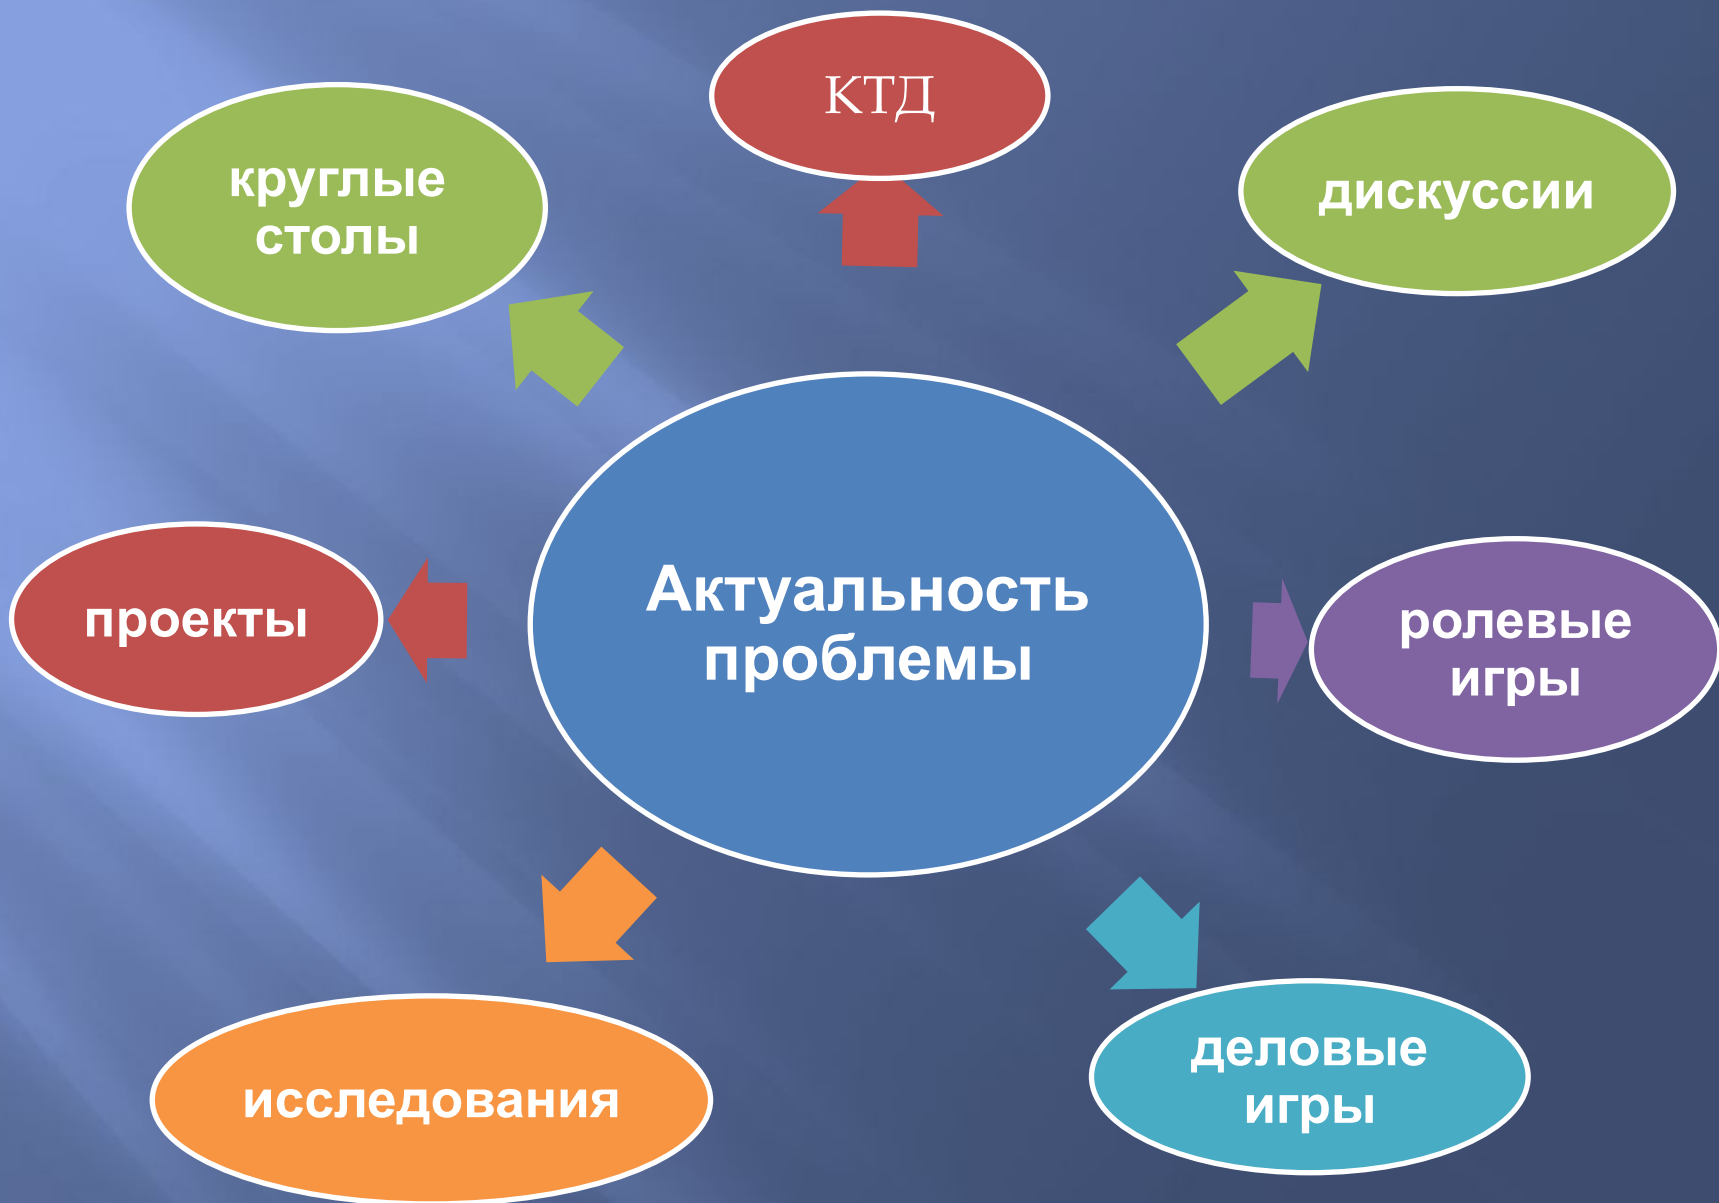 КТД
круглые
столы
дискуссии
Актуальность
проблемы
проекты
ролевые
игры
исследования
деловые
игры